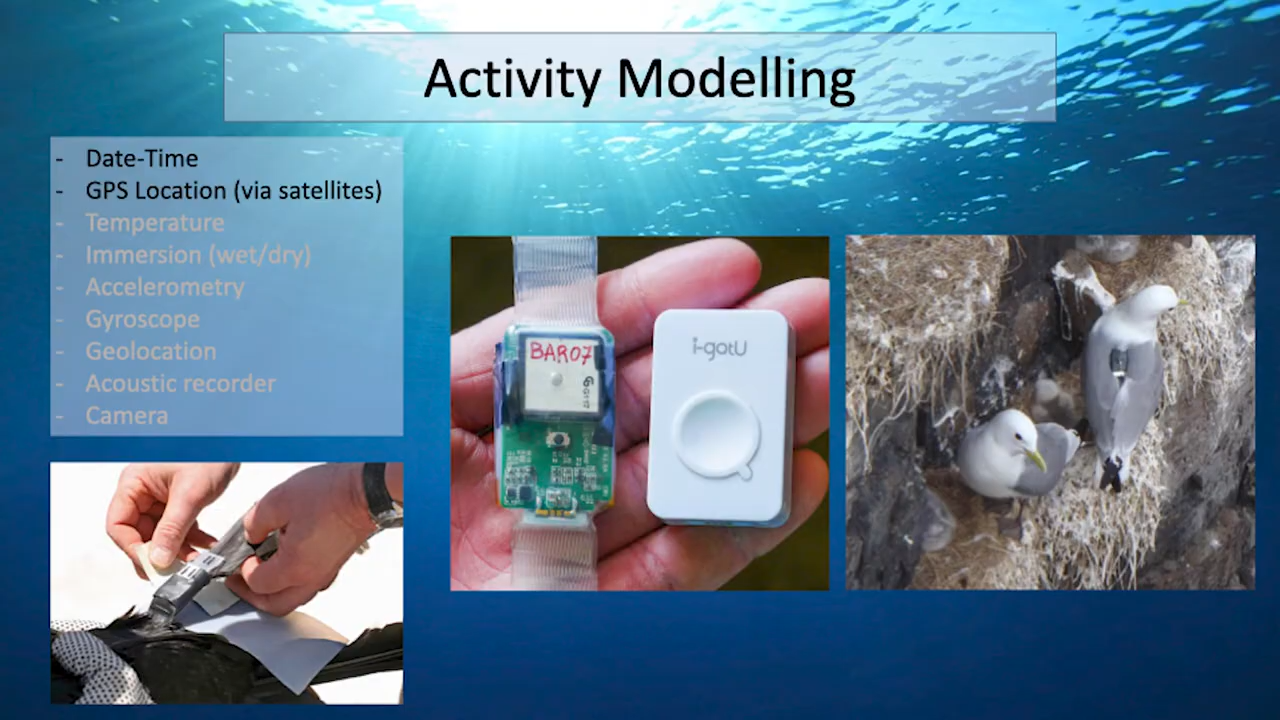 Activity Modelling
- Date-Time
- GPS Location (via satellites)
- Temperature
- Immersion (wet/dry)
- Accelerometry
- Gyroscope
- Geolocation
- Acoustic recorder
- Camera
BAR07
i-gotU